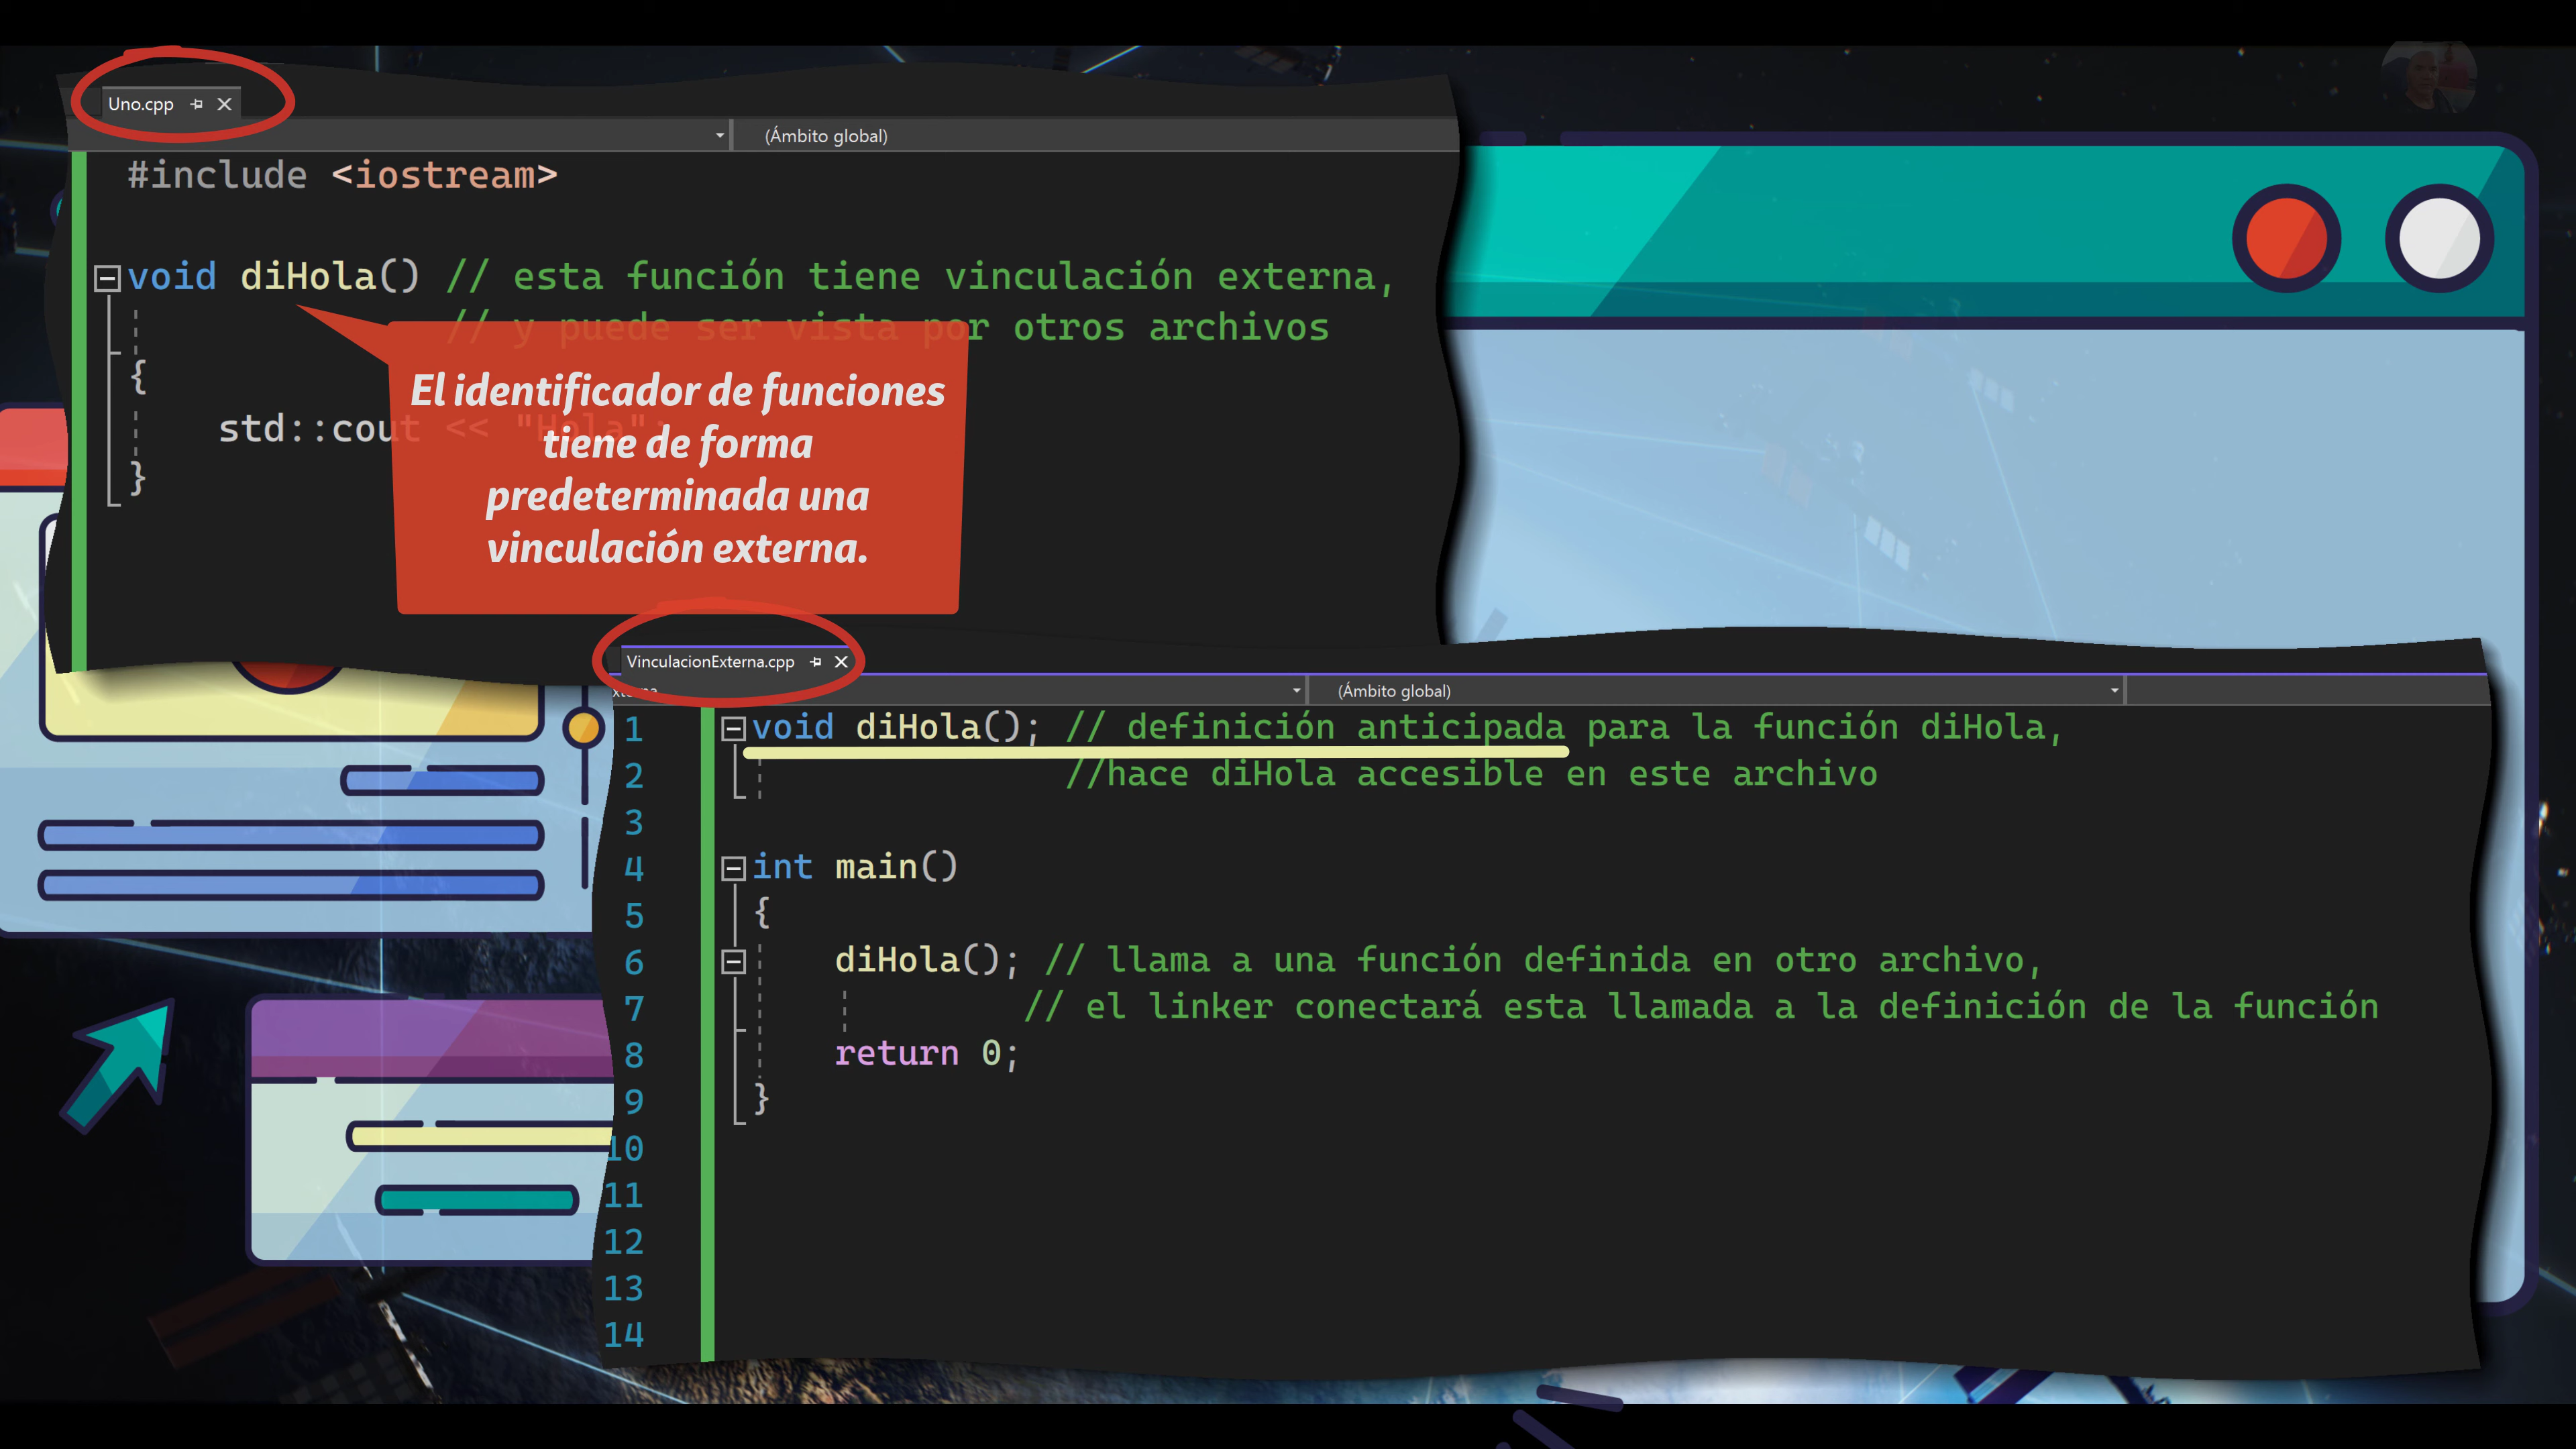 Uno.cpp
(Ámbito global)
#include <iostream>
void diHola() // esta función tiene vinculación externa,
// y puede ser vista por otros archivos
{
std::cout << "Hola";
}
El identificador de funciones
tiene de forma
predeterminada una
vinculación externa.
VinculacionExterna.cpp
(Ámbito global)
1 void diHola(); // definición anticipada para la función diHola,
2 //hace diHola accesible en este archivo
3
4 int main()
5 {
6 diHola(); // llama a una función definida en otro archivo,
7 // el linker conectará esta llamada a la definición de la función
8 return 0;
9 }
10
11
12
13
14